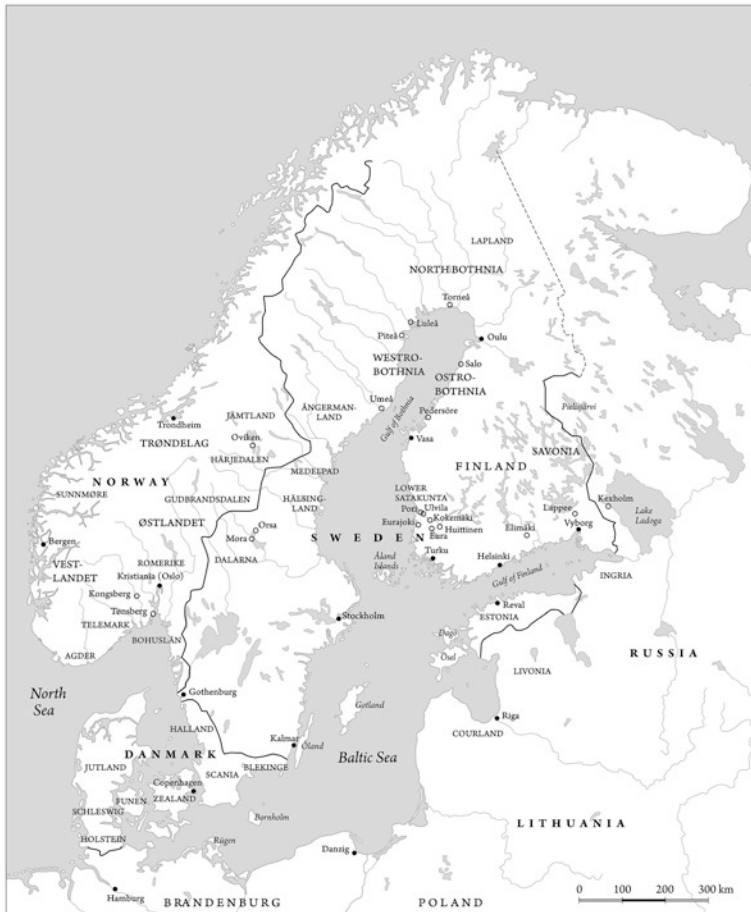 LAPLAND
NORTH BOTHNIA
Torneå
Luleå
Piteå
Oulu
WESTRO-
BOTHNIA
Salo
OSTRO-
BOTHNIA
Umeå
Gulf of Bothnia
Pedersöre
Pielisjärvi
ÅNGERMAN-
LAND
JÄMTLAND
Trondheim
TRØNDELAG
Oviken
HÄRJEDALEN
Vasa
SAVONIA
MEDELPAD
FINLAND
NORWAY
SUNNMØRE
GUDBRANDSDALEN
HÄLSING-
LAND
LOWER
SATAKUNTA
Pori
Ulvila
Kokemäki
Eurajoki
Huittinen
Eura
Lappee
Kexholm
Lake
Ladoga
ØSTLANDET
Orsa
Mora
SWEDEN
Elimäki
Vyborg
Bergen
VEST-
LANDET
ROMERIKE
DALARNA
Åland
Islands
Turku
Helsinki
Gulf of Finland
INGRIA
Kristiania (Oslo)
Kongsberg
Tønsberg
TELEMARK
Reval
ESTONIA
Stockholm
BOHUSLÄN
AGDER
Dagö
Ösel
LIVONIA
RUSSIA
North
Sea
Gothenburg
Gotland
Riga
COURLAND
HALLAND
Kalmar
Öland
Baltic Sea
DANMARK
BLEKINGE
JUTLAND
SCANIA
Copenhagen
ZEALAND
FUNEN
SCHLESWIG
Bornholm
LITHUANIA
HOLSTEIN
Rügen
Danzig
Hamburg
BRANDENBURG
POLAND
0 100 200 300 km